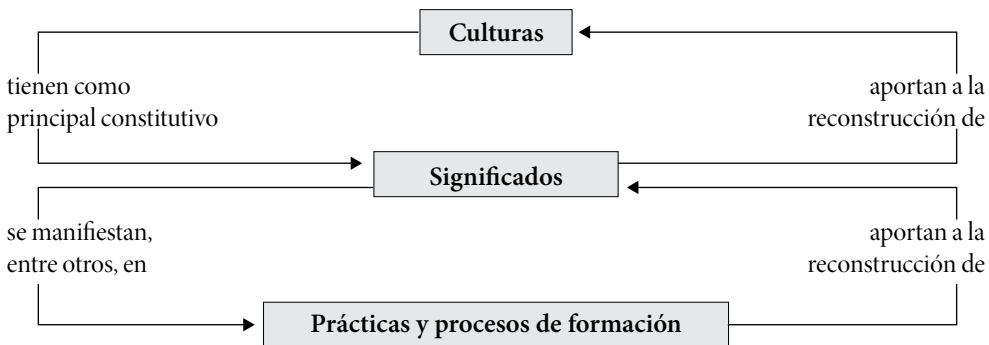 Culturas
tienen como
principal constitutivo
aportan a la
reconstrucción de
Significados
se manifiestan,
entre otros, en
aportan a la
reconstrucción de
Prácticas y procesos de formación